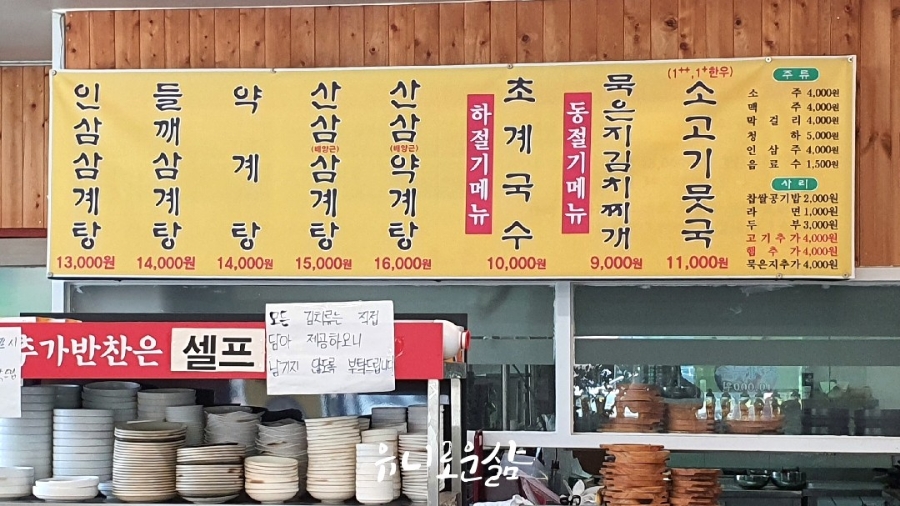 인삼삼계탕
13,000원
들깨삼계탕
14,000원
약계탕
14,000원
산삼(배양근)삼계탕
15,000원
산삼(배양근)약계탕
16,000원
하절기메뉴
초계국수
10,000원
동절기메뉴
묵은지김치찌개
9,000원
(1++,1+한우)
소고기뭇국
11,000원
주류
소 주 4,000원
맥 주 4,000원
막걸리 4,000원
청 하 5,000원
인삼주 4,000원
음료수 1,500원
사리
찹쌀공기밥 2,000원
라 면 1,000원
두 부 3,000원
고기추가 4,000원
햄추가 4,000원
묵은지추가 4,000원
추가반찬은 셀프
모든 김치류는 직접
담아 제공하오니
남기지 않도록 부탁드립니다
유니로운삶